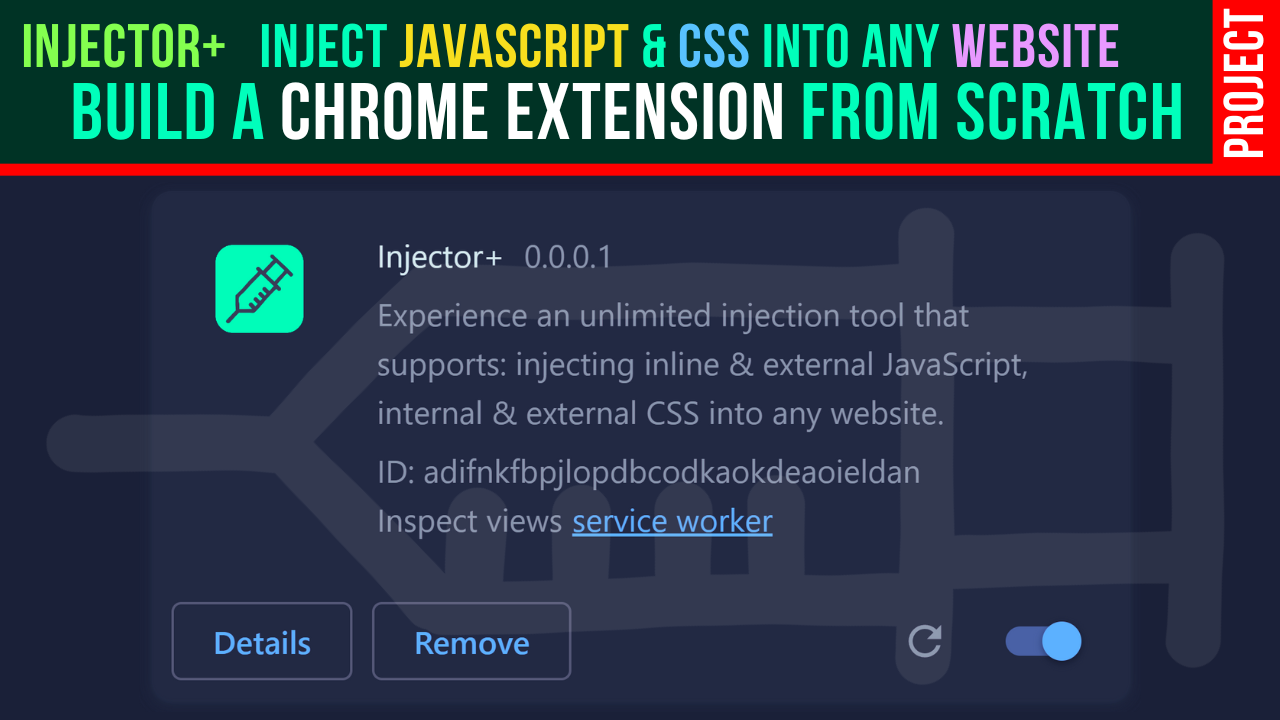 INJECTOR+ INJECT JAVASCRIPT & CSS INTO ANY WEBSITE
BUILD A CHROME EXTENSION FROM SCRATCH
PROJECT
Injector+ 0.0.0.1
Experience an unlimited injection tool that
supports: injecting inline & external JavaScript,
internal & external CSS into any website.
ID: adifnkfbpjlopdbcodkaokdeaoieldan
Inspect views service worker
Details Remove